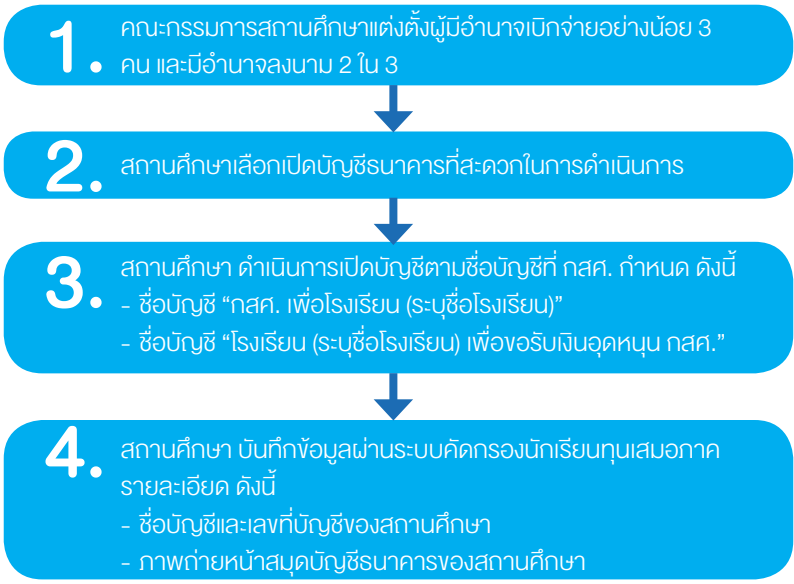 1. คณะกรรมการสถานศึกษาแต่งตั้งผู้มีอำนาจเบิกจ่ายอย่างน้อย 3
คน และมีอำนาจลงนาม 2 ใน 3
2. สถานศึกษาเลือกเปิดบัญชีธนาคารที่สะดวกในการดำเนินการ
3. สถานศึกษา ดำเนินการเปิดบัญชีตามชื่อบัญชีที่ กสศ. กำหนด ดังนี้
- ชื่อบัญชี “กสศ. เพื่อโรงเรียน (ระบุชื่อโรงเรียน)”
- ชื่อบัญชี “โรงเรียน (ระบุชื่อโรงเรียน) เพื่อขอรับเงินอุดหนุน กสศ.”
4. สถานศึกษา บันทึกข้อมูลผ่านระบบคัดกรองนักเรียนทุนเสมอภาค
รายละเอียด ดังนี้
- ชื่อบัญชีและเลขที่บัญชีของสถานศึกษา
- ภาพถ่ายหน้าสมุดบัญชีธนาคารของสถานศึกษา